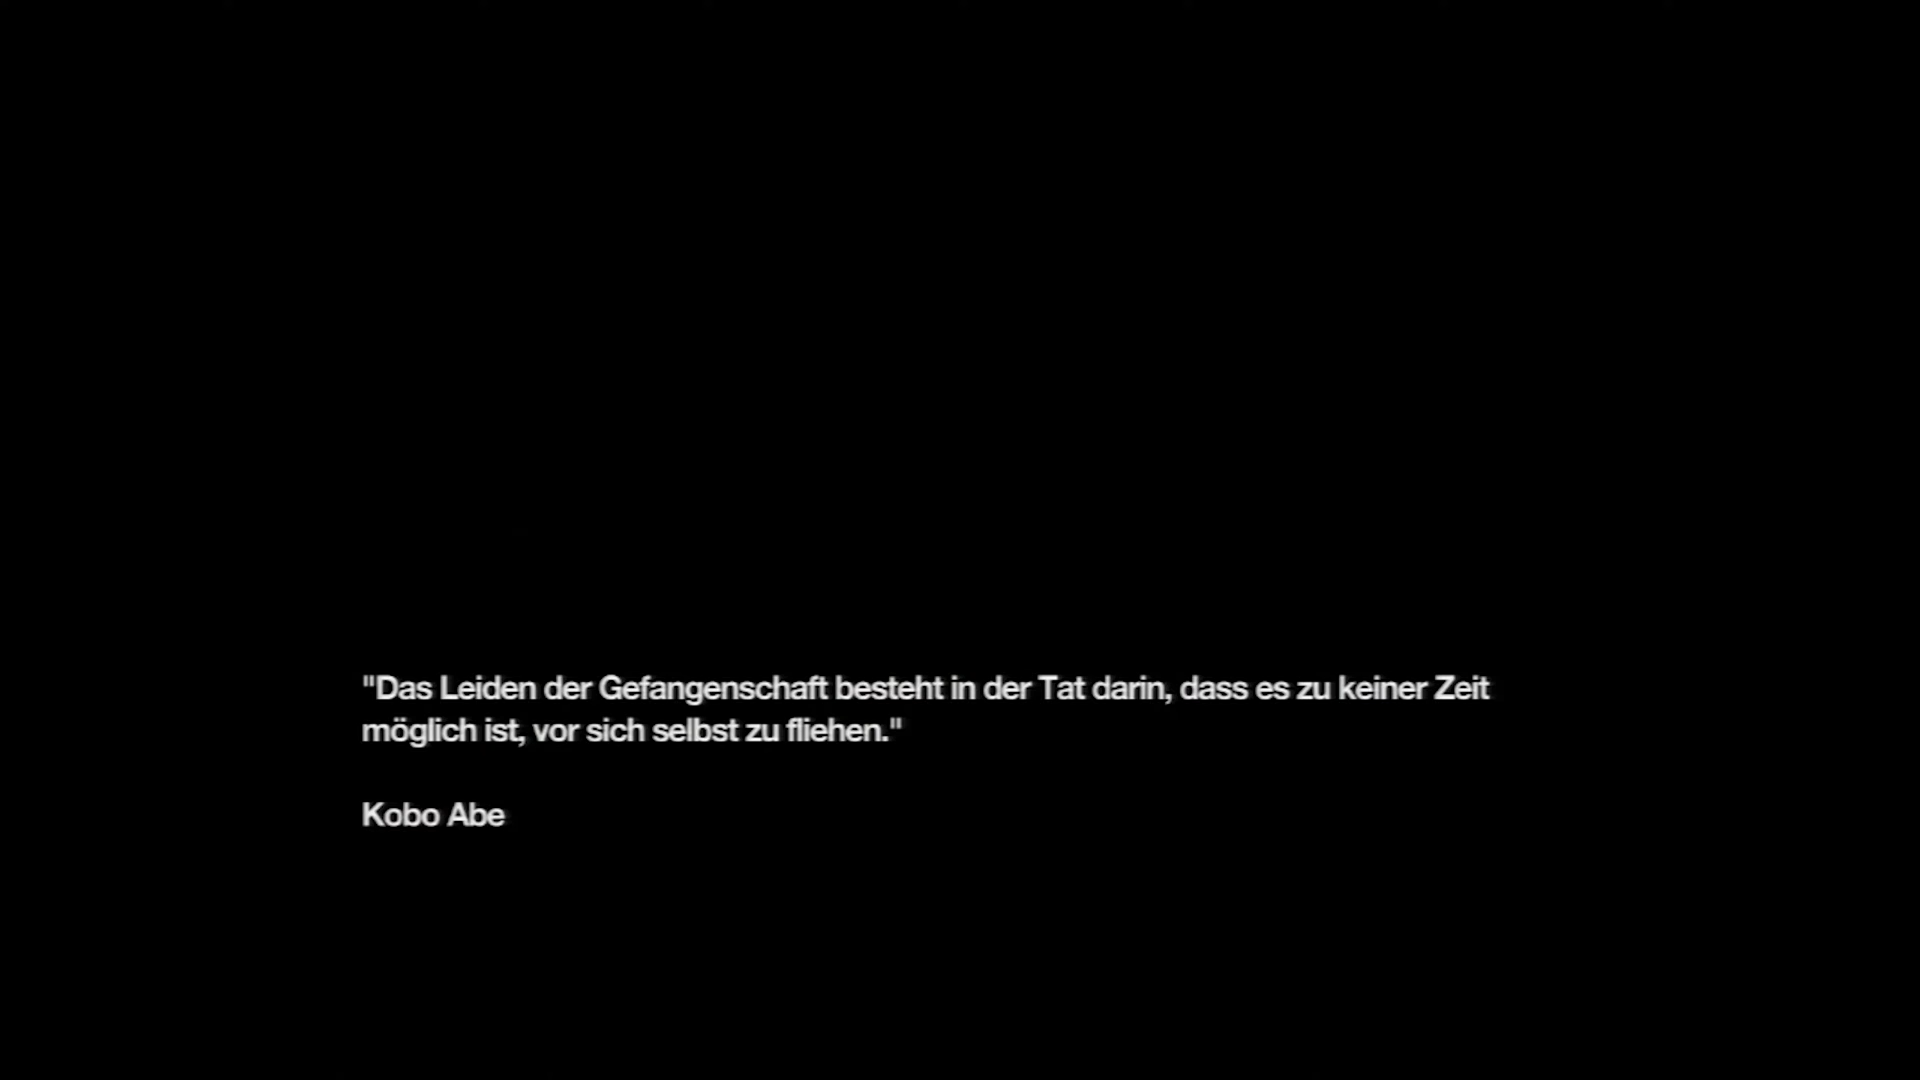 "Das Leiden der Gefangenschaft besteht in der Tat darin, dass es zu keiner Zeit
möglich ist, vor sich selbst zu fliehen."
Kobo Abe